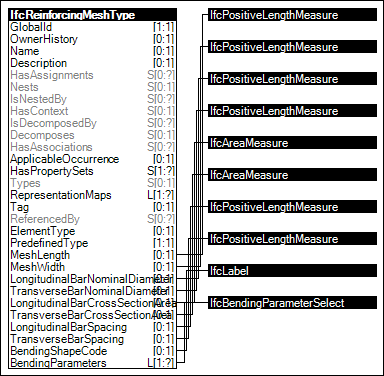 IfcReinforcingMeshType
GlobalId [1:1]
OwnerHistory [0:1]
Name [0:1]
Description [0:1]
HasAssignments S[0:?]
Nests S[0:?]
IsNestedBy S[0:?]
HasContext S[0:?]
IsDecomposedBy S[0:?]
Decomposes S[0:?]
HasAssociations S[0:?]
ApplicableOccurrence [0:1]
HasPropertySets S[1:?]
Types S[0:?]
RepresentationMaps L[1:?]
Tag [0:1]
ReferencedBy S[0:?]
ElementType [0:1]
PredefinedType [1:1]
MeshLength [0:1]
MeshWidth [0:1]
LongitudinalBarNominalDiameter [0:1]
TransverseBarNominalDiameter [0:1]
LongitudinalBarCrossSectionArea [0:1]
TransverseBarCrossSectionArea [0:1]
LongitudinalBarSpacing [0:1]
TransverseBarSpacing [0:1]
BendingShapeCode [0:1]
BendingParameters L[1:?]
IfcPositiveLengthMeasure
IfcPositiveLengthMeasure
IfcPositiveLengthMeasure
IfcPositiveLengthMeasure
IfcAreaMeasure
IfcAreaMeasure
IfcPositiveLengthMeasure
IfcPositiveLengthMeasure
IfcLabel
IfcBendingParameterSelect